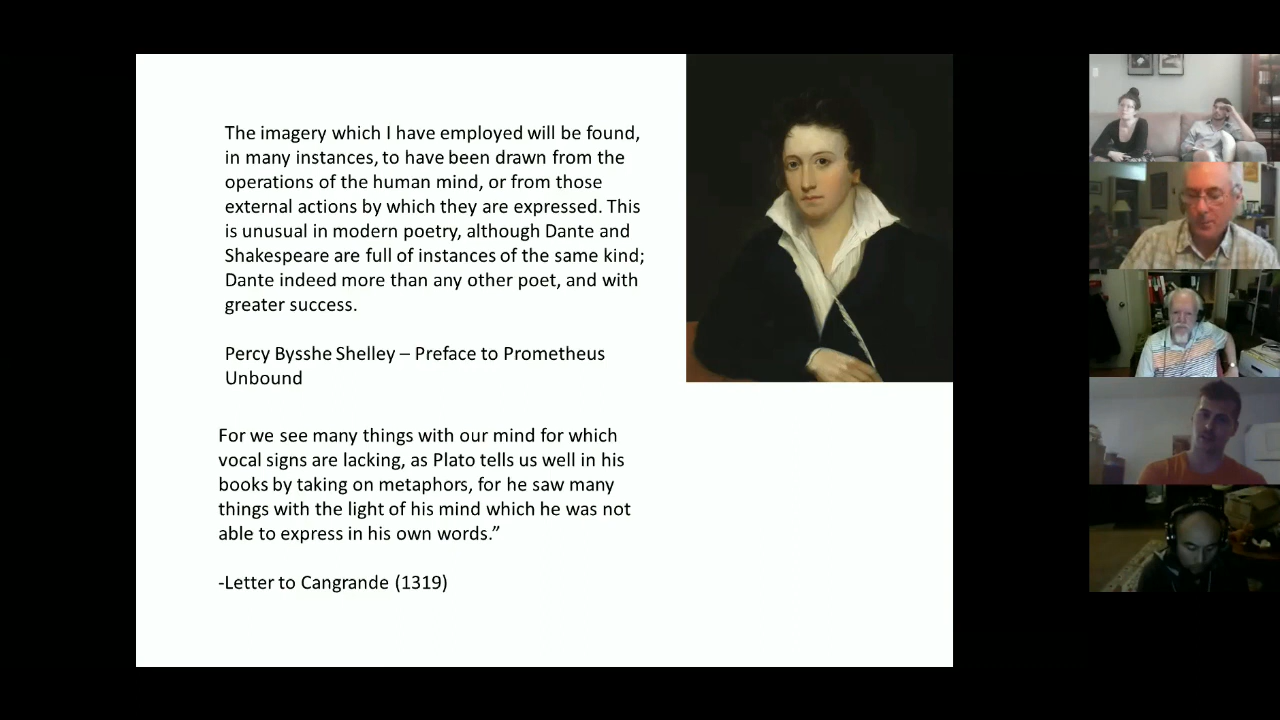 The imagery which I have employed will be found,
in many instances, to have been drawn from the
operations of the human mind, or from those
external actions by which they are expressed. This
is unusual in modern poetry, although Dante and
Shakespeare are full of instances of the same kind;
Dante indeed more than any other poet, and with
greater success.
Percy Bysshe Shelley – Preface to Prometheus
Unbound
For we see many things with our mind for which
vocal signs are lacking, as Plato tells us well in his
books by taking on metaphors, for he saw many
things with the light of his mind which he was not
able to express in his own words.”
-Letter to Cangrande (1319)